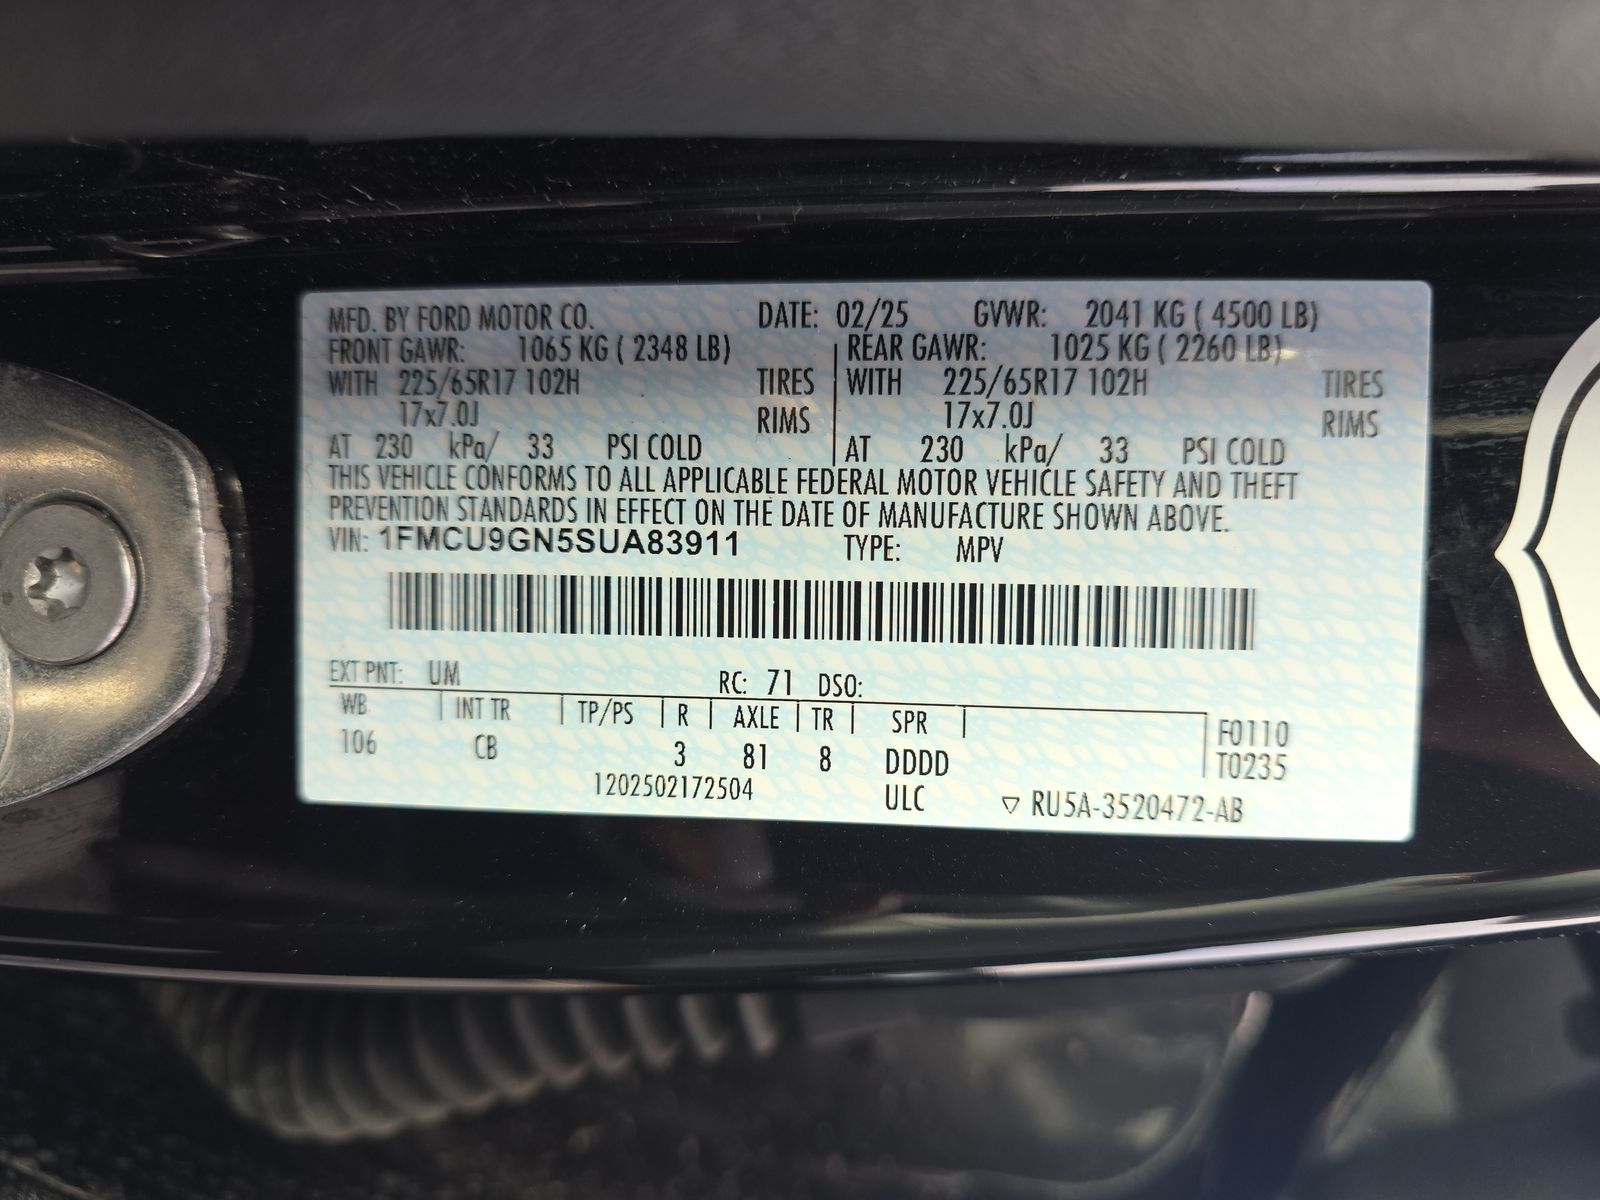 MFD. BY FORD MOTOR CO. DATE: 02/25 GVWR: 2041 KG ( 4500 LB)
FRONT GAWR: 1065 KG ( 2348 LB) REAR GAWR: 1025 KG ( 2260 LB)
WITH 225/65R17 102H TIRES WITH 225/65R17 102H TIRES
17x7.0J RIMS 17x7.0J RIMS
AT 230 kPa/ 33 PSI COLD AT 230 kPa/ 33 PSI COLD
THIS VEHICLE CONFORMS TO ALL APPLICABLE FEDERAL MOTOR VEHICLE SAFETY AND THEFT
PREVENTION STANDARDS IN EFFECT ON THE DATE OF MANUFACTURE SHOWN ABOVE.
VIN: 1FMCU9GN5SUA83911 TYPE: MPV
EXT PNT: UM RC: 71 DSO:
WB INT TR TP/PS R AXLE TR SPR F0110
106 CB 3 81 8 DDDD T0235
1202502172504 ULC ▽ RU5A-3520472-AB